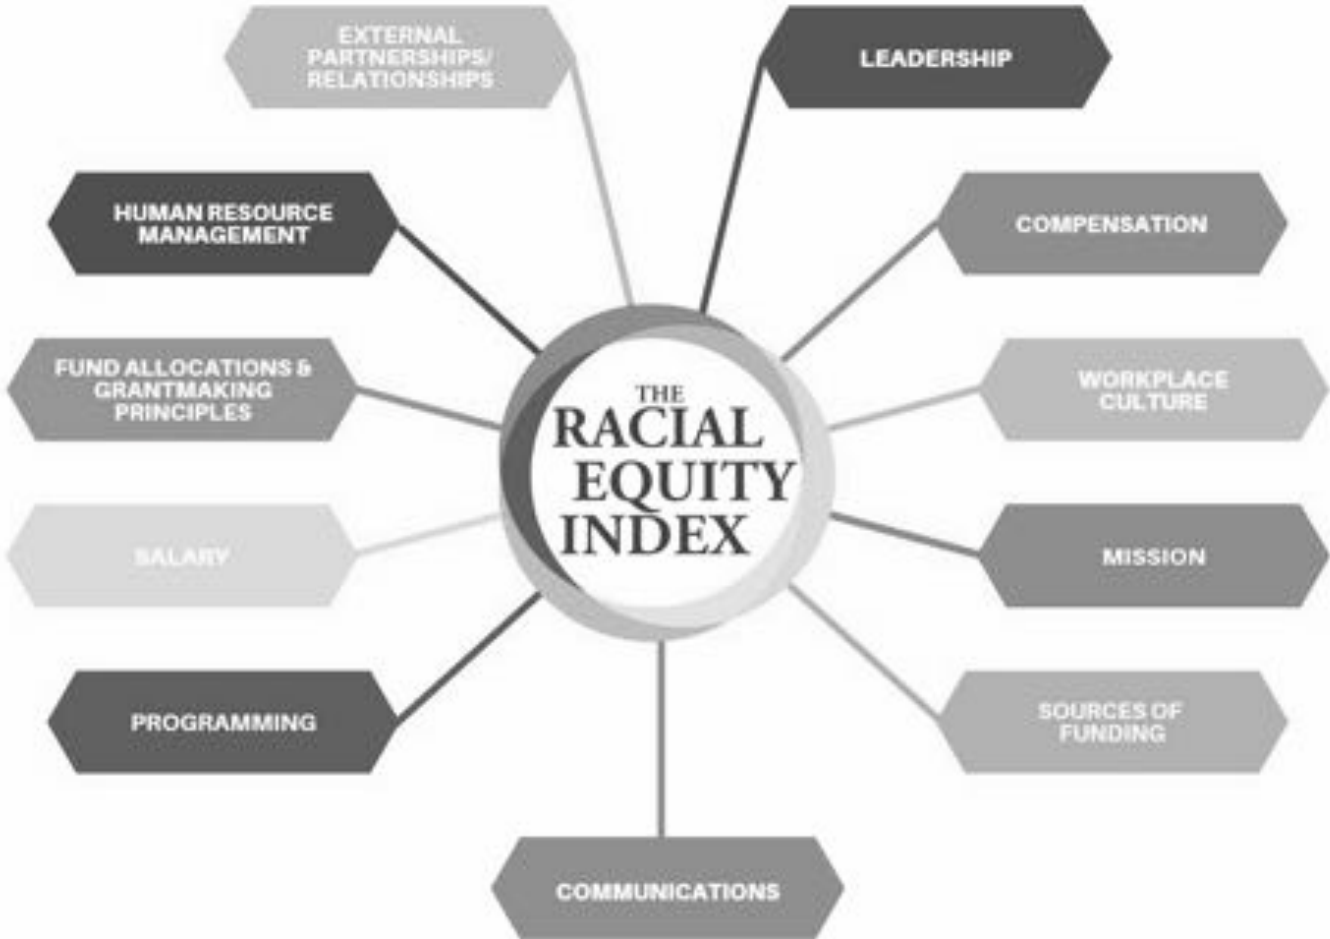 EXTERNAL
PARTNERSHIPS/
RELATIONSHIPS
LEADERSHIP
HUMAN RESOURCE
MANAGEMENT
COMPENSATION
FUND ALLOCATIONS &
GRANTMAKING
PRINCIPLES
WORKPLACE
CULTURE
THE
RACIAL
EQUITY
INDEX
SALARY
MISSION
PROGRAMMING
SOURCES OF
FUNDING
COMMUNICATIONS